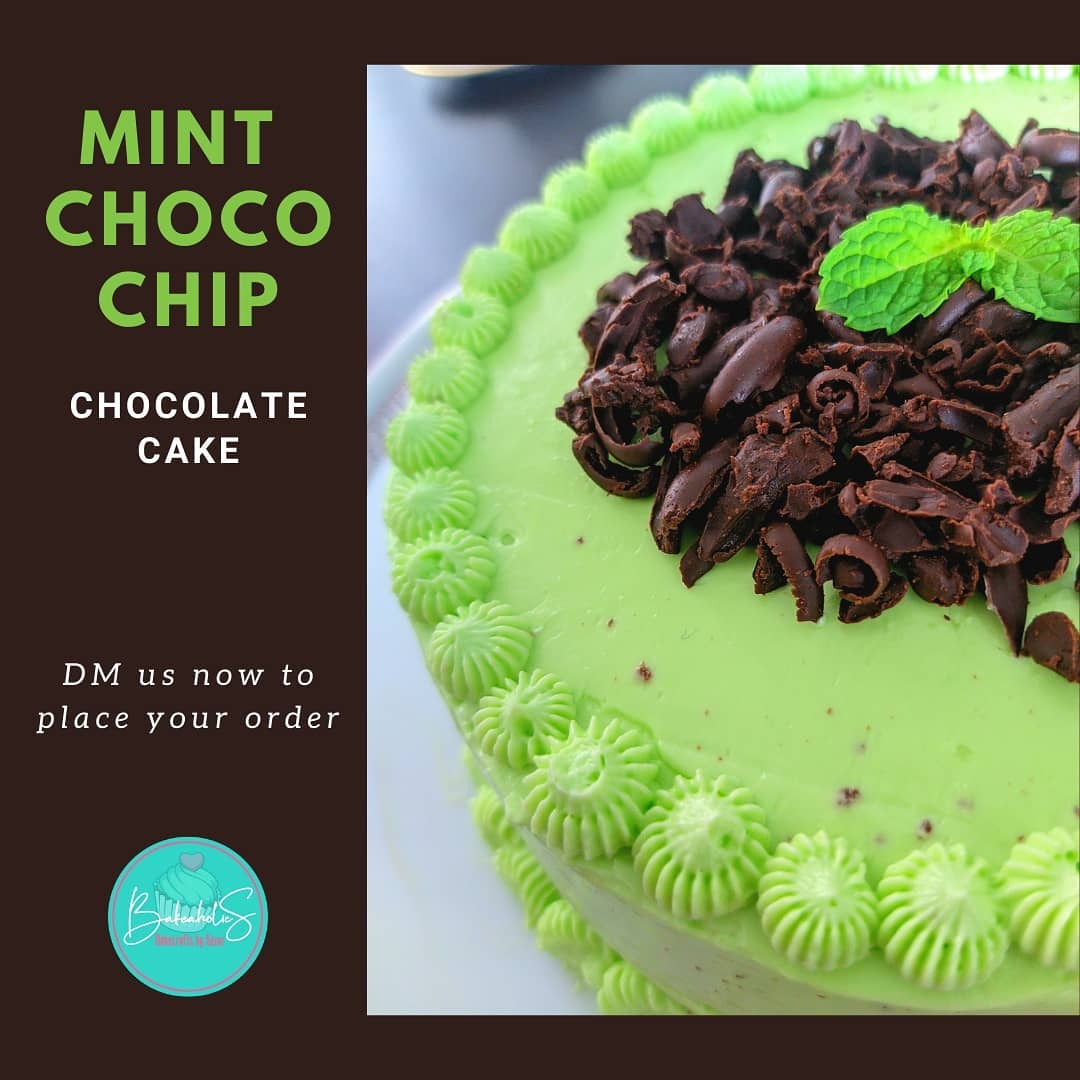 MINT
CHOCO
CHIP
CHOCOLATE
CAKE
DM us now to
place your order
BakeaholicS